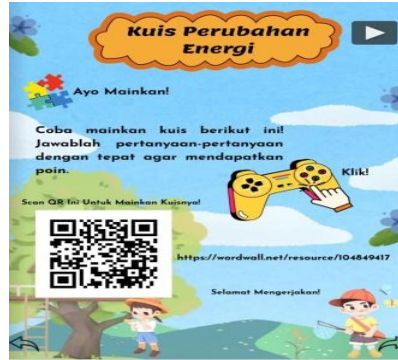 Kuis Perubahan
Energi
Ayo Mainkan!
Coba mainkan kuis berikut ini!
Jawablah pertanyaan-pertanyaan
dengan tepat agar mendapatkan
poin.
Klik!
Scan QR Ini Untuk Mainkan Kuisnya!
https://wordwall.net/resource/104849417
Selamat Mengerjakan!